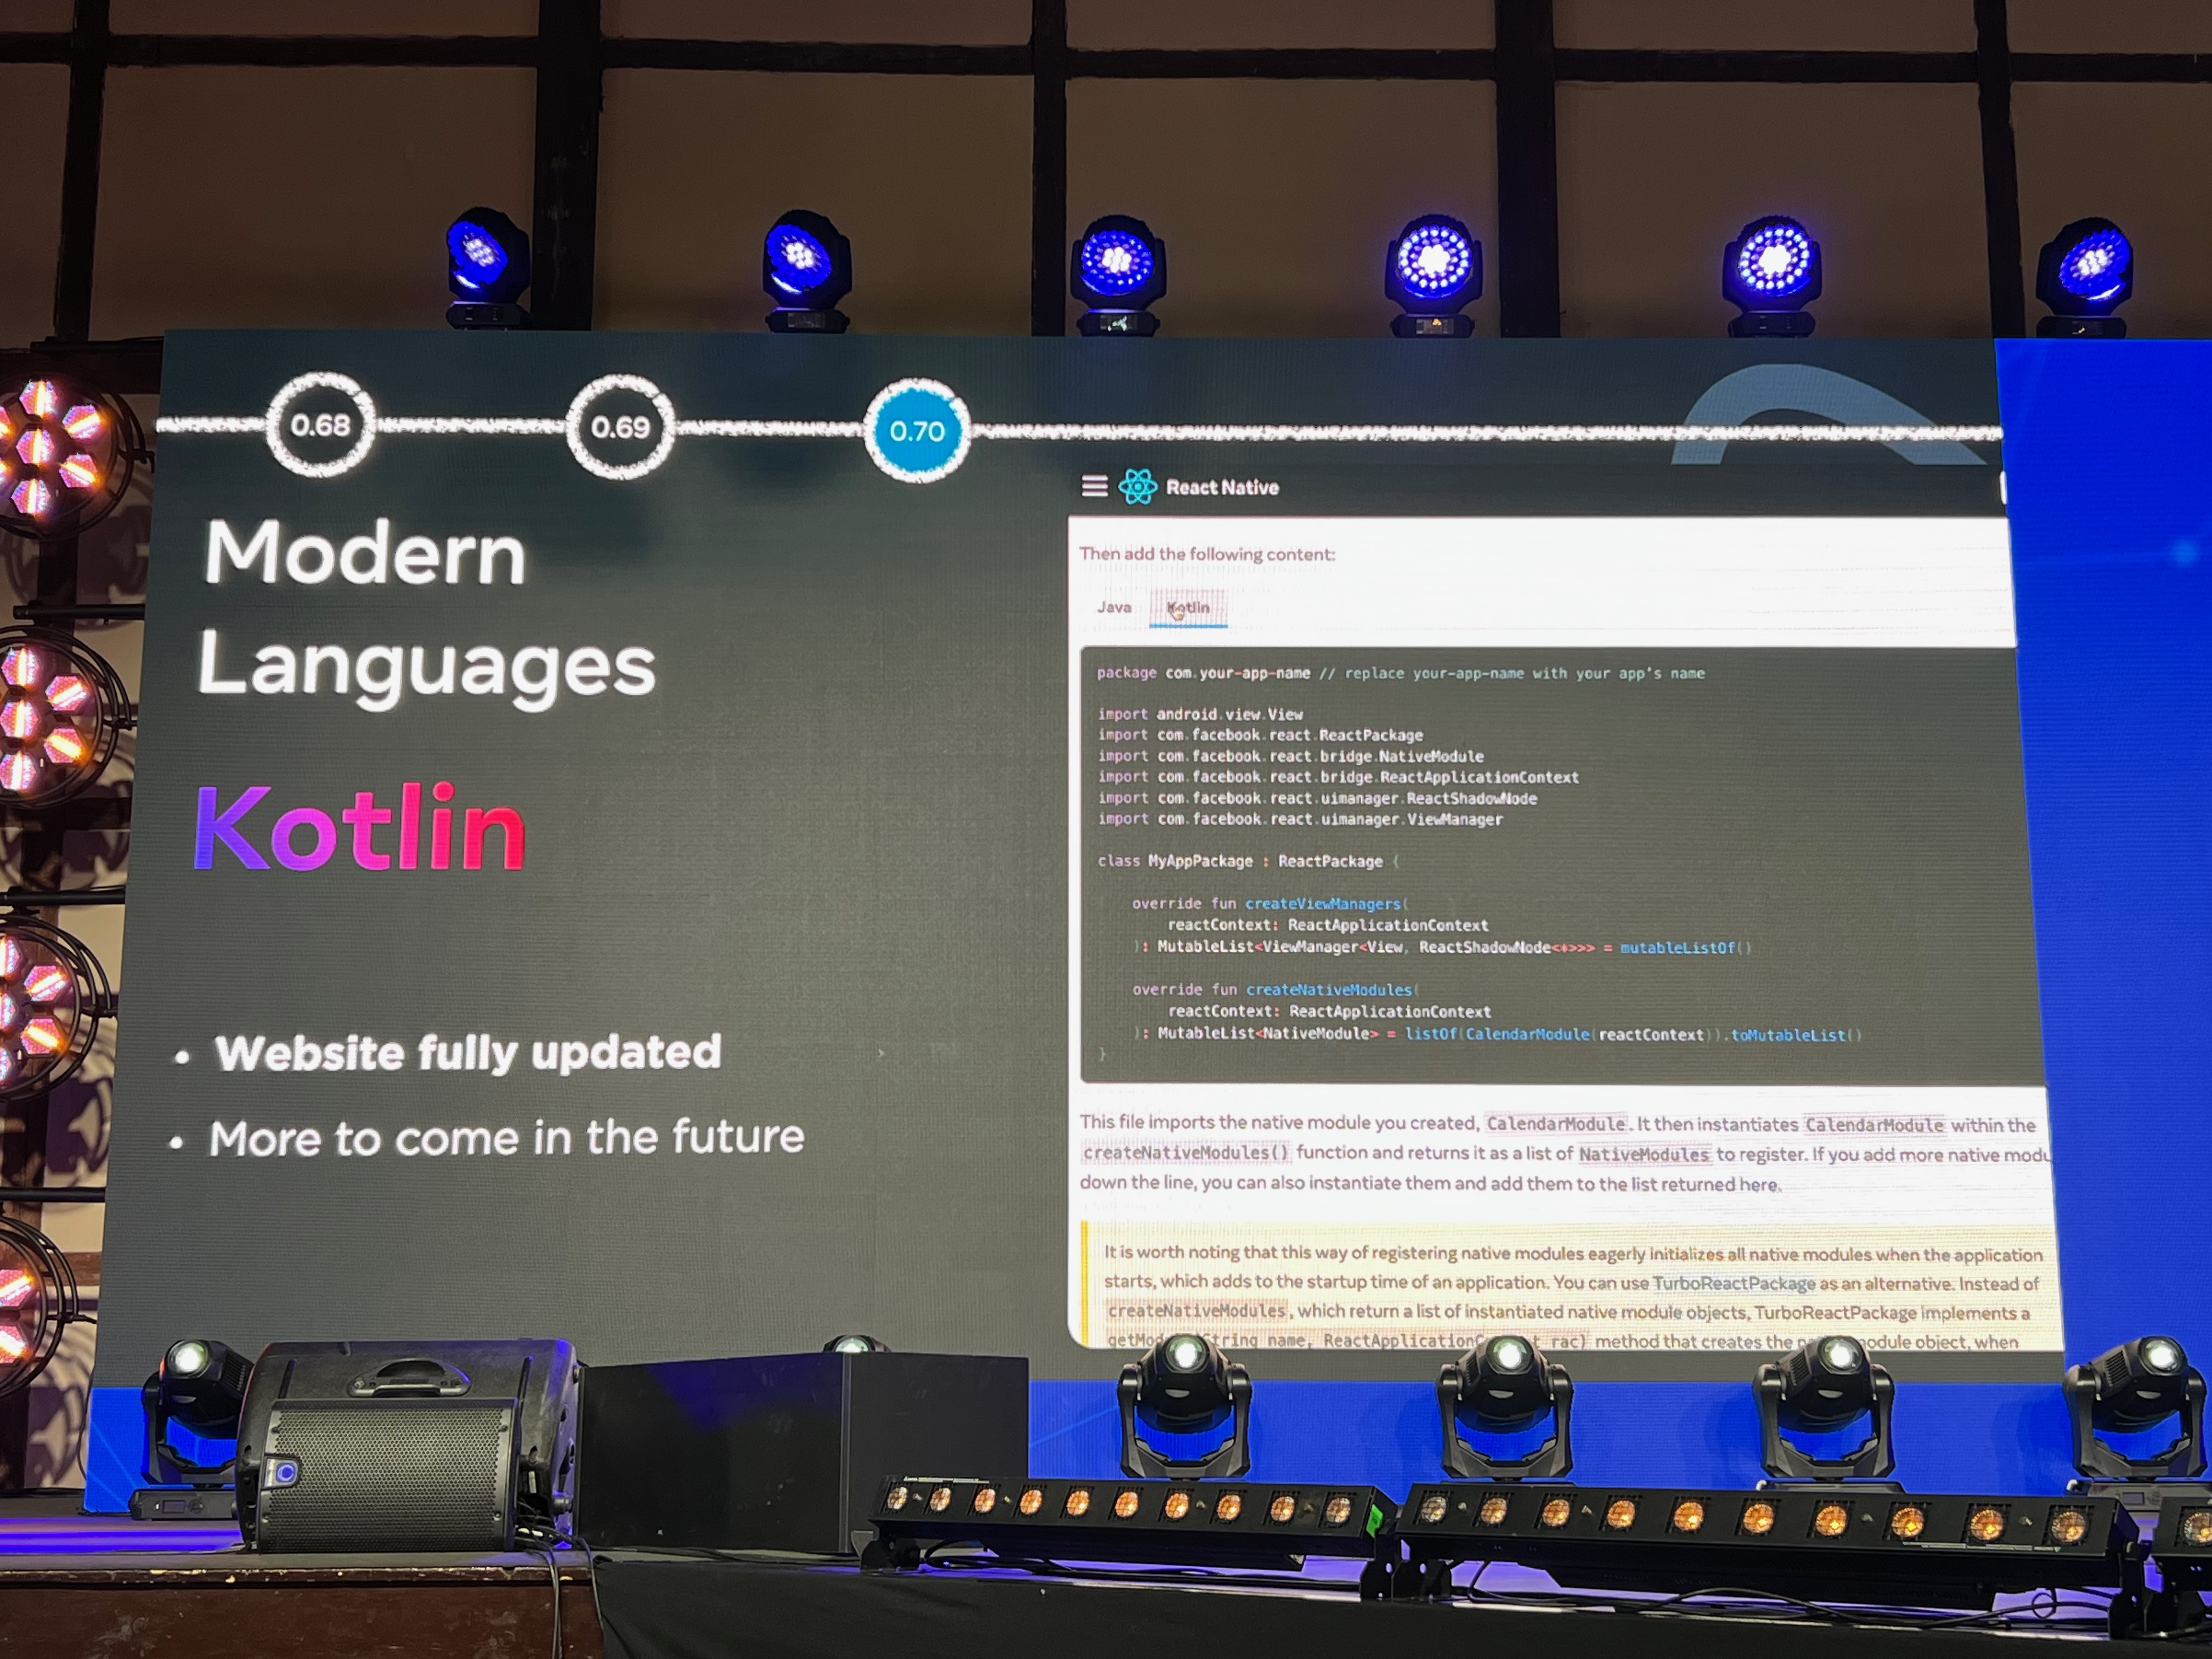 0.68 0.69 0.70
Modern
Languages
Kotlin
• Website fully updated
• More to come in the future
React Native
Then add the following content:
Java Kotlin
package com.your-app-name // replace your-app-name with your app's name
import android.view.View
import com.facebook.react.ReactPackage
import com.facebook.react.bridge.NativeModule
import com.facebook.react.bridge.ReactApplicationContext
import com.facebook.react.uimanager.ReactShadowNode
import com.facebook.react.uimanager.ViewManager
class MyAppPackage : ReactPackage {
override fun createViewManagers(
reactContext: ReactApplicationContext
): MutableList<ViewManager<View, ReactShadowNode<*>>> = mutableListOf()
override fun createNativeModules(
reactContext: ReactApplicationContext
): MutableList<NativeModule> = listOf(CalendarModule(reactContext)).toMutableList()
}
This file imports the native module you created, CalendarModule. It then instantiates CalendarModule within the
createNativeModules() function and returns it as a list of NativeModules to register. If you add more native modu
down the line, you can also instantiate them and add them to the list returned here.
It is worth noting that this way of registering native modules eagerly initializes all native modules when the application
starts, which adds to the startup time of an application. You can use TurboReactPackage as an alternative. Instead of
createNativeModules, which return a list of instantiated native module objects, TurboReactPackage implements a
String name, rac) method that creates the module object, when